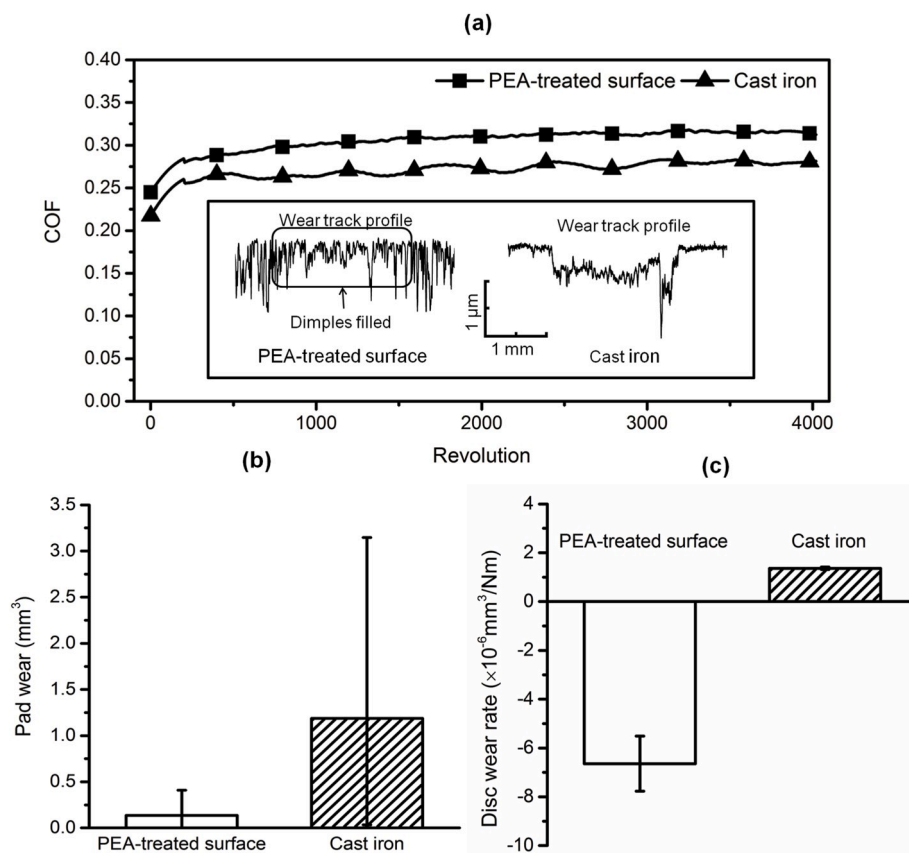 (a)
0.40
0.35
0.30
0.25
0.20
0.15
0.10
0.05
0.00
COF
PEA-treated surface
Cast iron
Wear track profile
Wear track profile
Dimples filled
1 µm
1 mm
PEA-treated surface
Cast iron
0
1000
2000
3000
4000
Revolution
(b)
3.5
3.0
2.5
2.0
1.5
1.0
0.5
0.0
Pad wear (mm³)
PEA-treated surface
Cast iron
(c)
4
2
0
-2
-4
-6
-8
-10
Disc wear rate (×10⁻⁶mm³/Nm)
PEA-treated surface
Cast iron